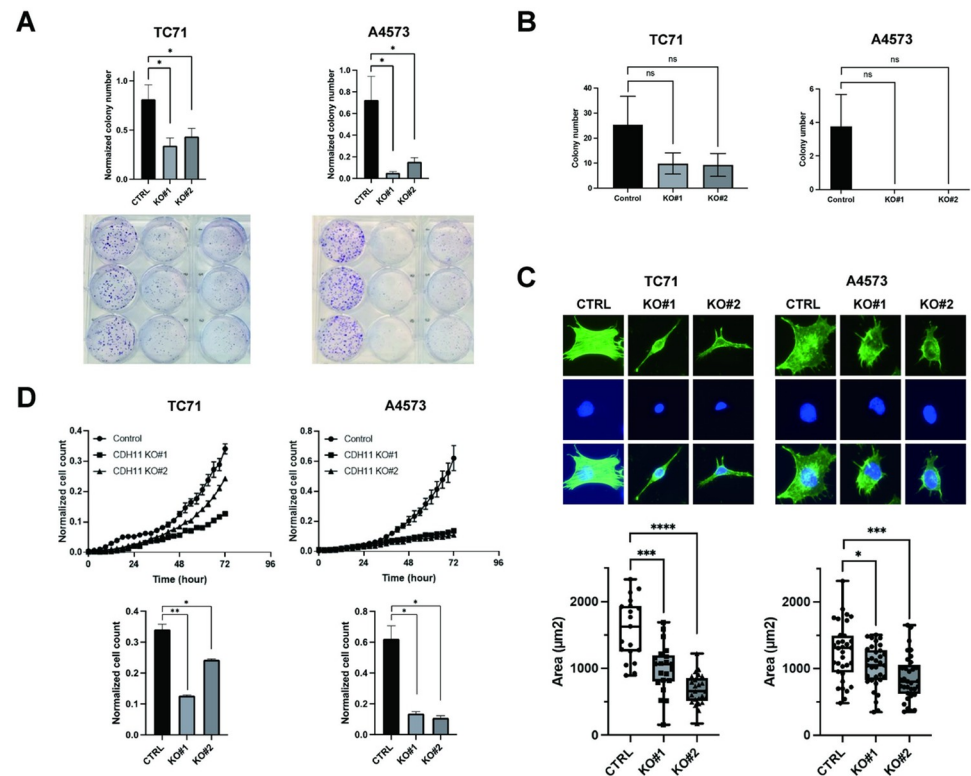 A
TC71
A4573
Normaized colony number
1.0
0.5
0.0
*
*
CTRL
KO#1
KO#2
Normalized colony number
1.0
0.8
0.6
0.4
0.2
0.0
*
*
CTRL
KO#1
KO#2
B
TC71
A4573
Colony number
40
30
20
10
0
ns
ns
Control
KO#1
KO#2
Colony umber
6
4
2
0
ns
ns
Control
KO#1
KO#2
C
TC71
A4573
CTRL KO#1 KO#2
CTRL KO#1 KO#2
Area (µm2)
2000
1000
0
****
***
CTRL
KO#1
KO#2
Area (µm2)
2000
1000
0
***
*
CTRL
KO#1
KO#2
D
TC71
A4573
Normalized cell count
0.4
0.3
0.2
0.1
0.0
Control
CDH11 KO#1
CDH11 KO#2
0 24 48 72 96
Time (hour)
Normalized cell count
0.8
0.6
0.4
0.2
0.0
Control
CDH11 KO#1
CDH11 KO#2
0 24 48 72 96
Time (hour)
Normalized cell count
0.4
0.3
0.2
0.1
0.0
*
**
CTRL
KO#1
KO#2
Normalized cell count
0.8
0.6
0.4
0.2
0.0
*
*
CTRL
KO#1
KO#2